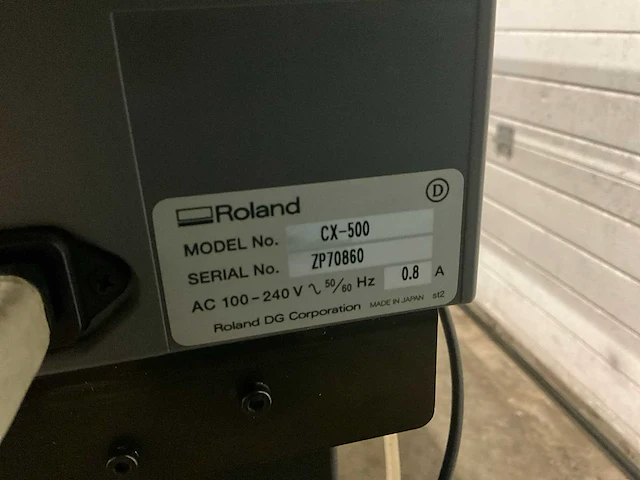 Roland
D
MODEL No. CX-500
SERIAL No. ZP70860
AC 100-240 V ∿ 50/60 Hz 0.8 A
Roland DG Corporation MADE IN JAPAN st2